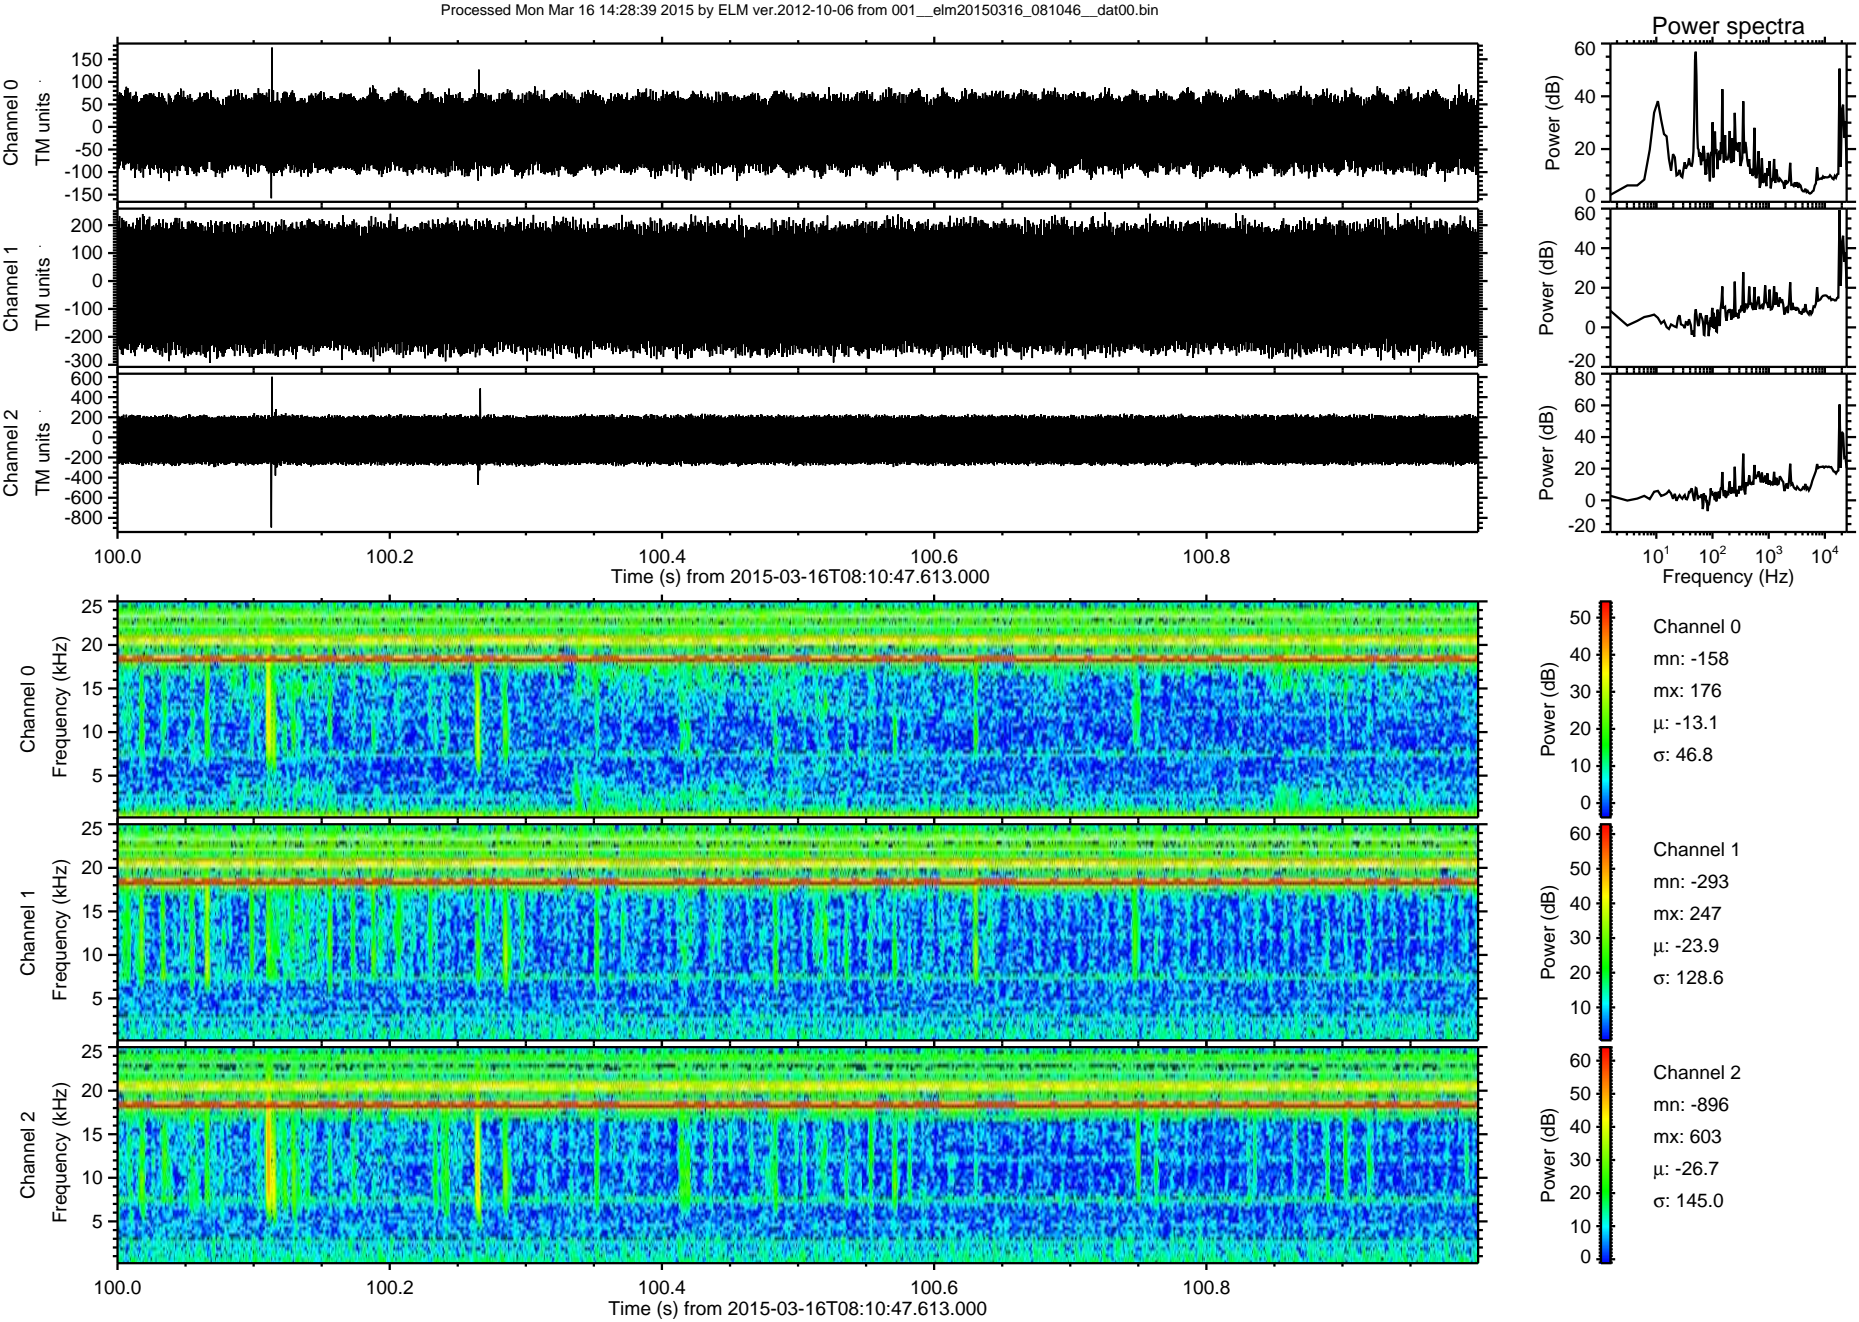 Processed Mon Mar 16 14:28:39 2015 by ELM ver.2012-10-06 from 001__elm20150316_081046__dat00.bin
Power spectra
Channel 0
TM units
150
100
50
0
-50
-100
-150
Power (dB)
60
40
20
0
Channel 1
TM units
200
100
0
-100
-200
-300
Power (dB)
60
40
20
0
-20
Channel 2
TM units
600
400
200
0
-200
-400
-600
-800
Power (dB)
80
60
40
20
0
-20
100.0 100.2 100.4 100.6 100.8
Time (s) from 2015-03-16T08:10:47.613.000
10¹ 10² 10³ 10⁴
Frequency (Hz)
Channel 0
Frequency (kHz)
25
20
15
10
5
Power (dB)
50
40
30
20
10
0
Channel 0
mn: -158
mx: 176
μ: -13.1
σ: 46.8
Channel 1
Frequency (kHz)
25
20
15
10
5
Power (dB)
60
50
40
30
20
10
Channel 1
mn: -293
mx: 247
μ: -23.9
σ: 128.6
Channel 2
Frequency (kHz)
25
20
15
10
5
Power (dB)
60
50
40
30
20
10
0
Channel 2
mn: -896
mx: 603
μ: -26.7
σ: 145.0
100.0 100.2 100.4 100.6 100.8
Time (s) from 2015-03-16T08:10:47.613.000